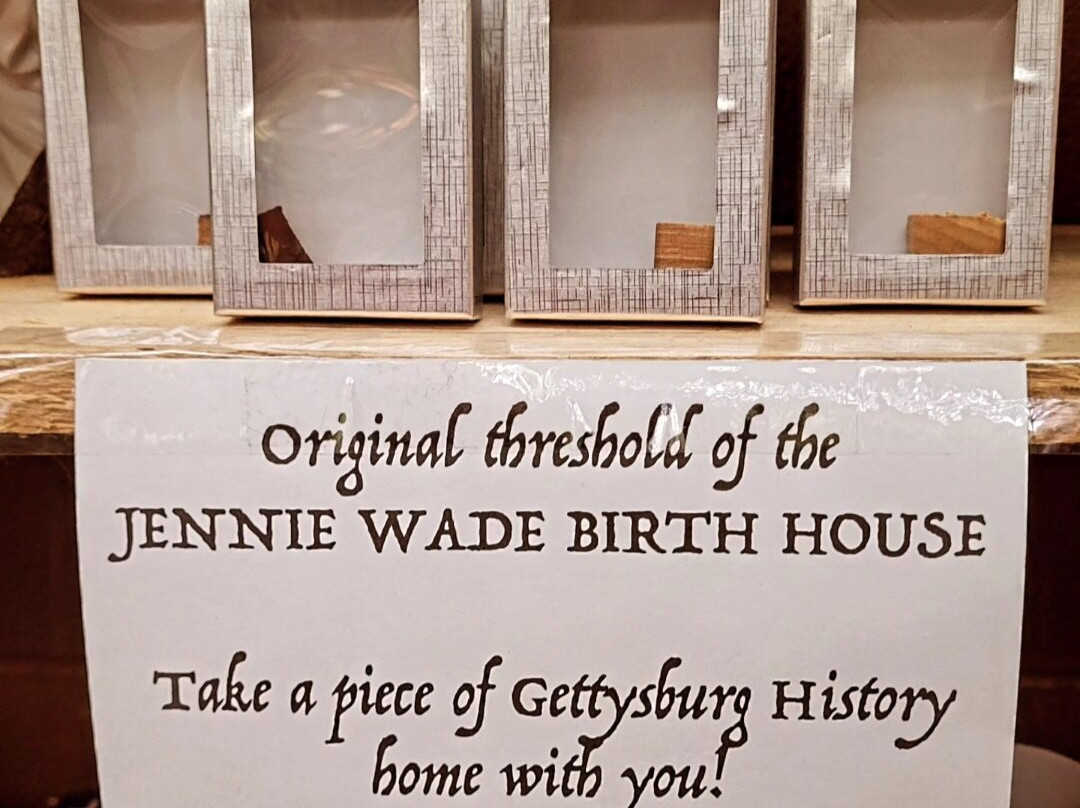 Original threshold of the
JENNIE WADE BIRTH HOUSE
Take a piece of Gettysburg History
home with you!